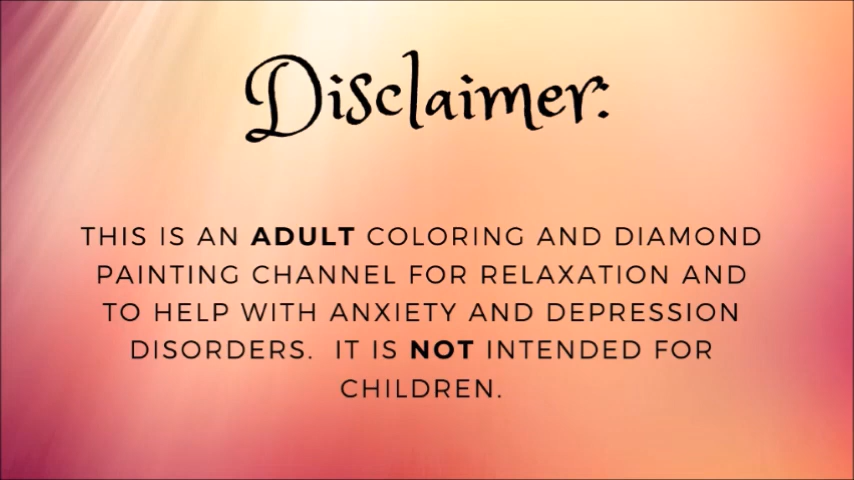 Disclaimer:
THIS IS AN ADULT COLORING AND DIAMOND
PAINTING CHANNEL FOR RELAXATION AND
TO HELP WITH ANXIETY AND DEPRESSION
DISORDERS.  IT IS NOT INTENDED FOR
CHILDREN.